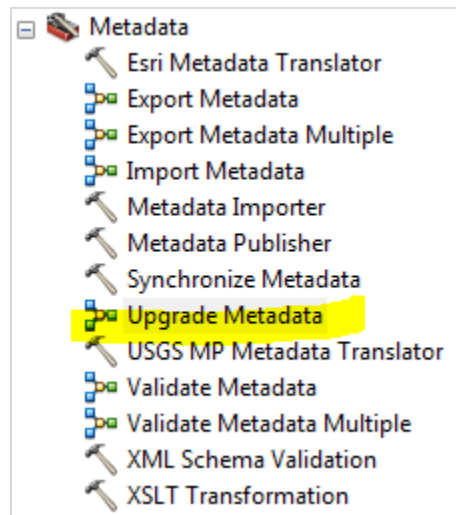 Metadata
Esri Metadata Translator
Export Metadata
Export Metadata Multiple
Import Metadata
Metadata Importer
Metadata Publisher
Synchronize Metadata
Upgrade Metadata
USGS MP Metadata Translator
Validate Metadata
Validate Metadata Multiple
XML Schema Validation
XSLT Transformation